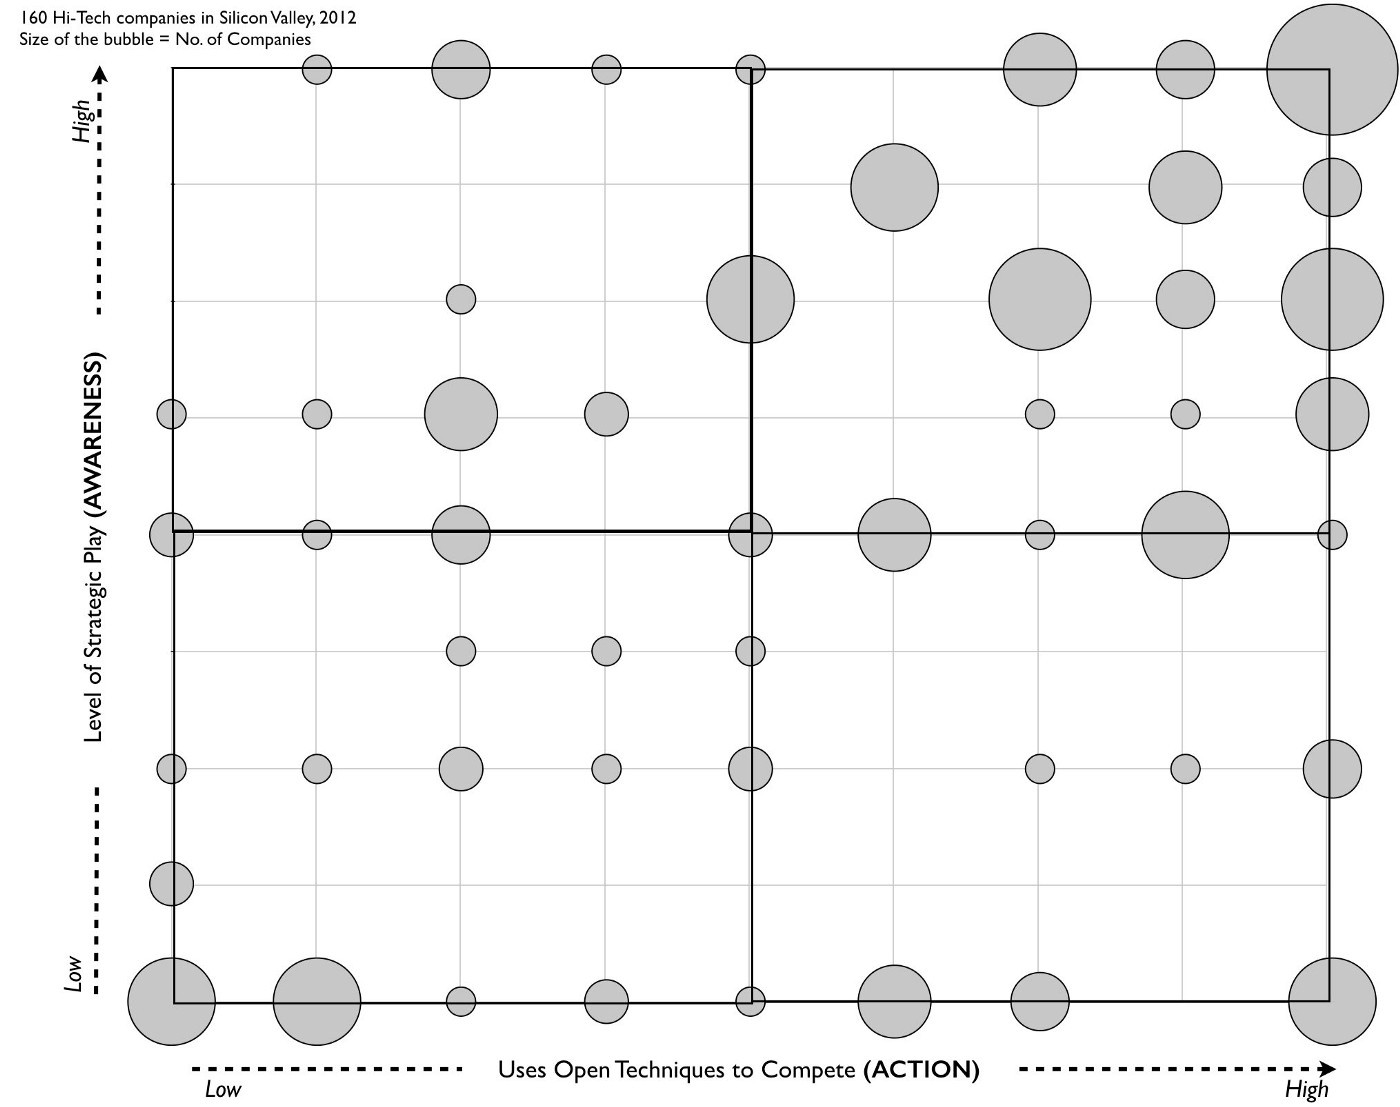 160 Hi-Tech companies in Silicon Valley, 2012
Size of the bubble = No. of Companies
High
Level of Strategic Play (AWARENESS)
Low
Uses Open Techniques to Compete (ACTION)
Low
High